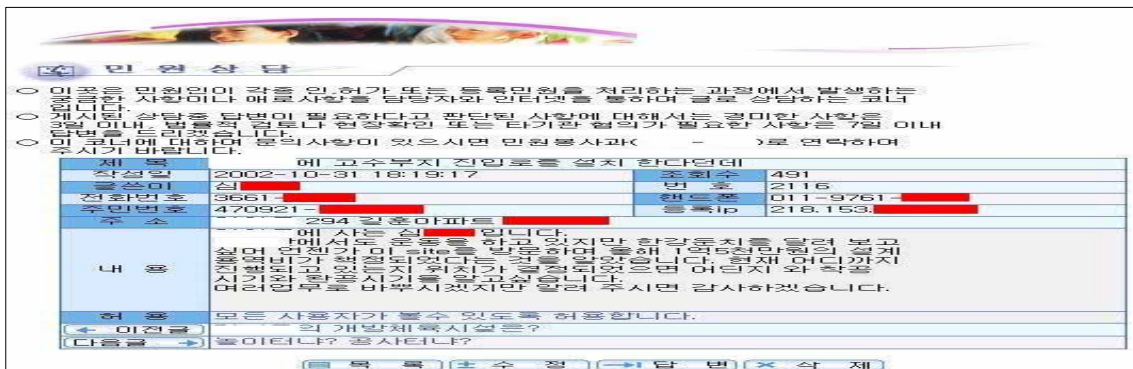 민원상담
○ 이곳은 민원인이 각종 인.허가 또는 등록민원을 처리하는 과정에서 발생하는
궁금한 사항이나 애로사항을 담당자와 인터넷을 통하여 글로 상담하는 코너
입니다.
○ 게시된 상담중 답변이 필요하다고 판단된 사항에 대해서는 경미한 사항은
3일 이내, 법률적 검토나 현장확인 또는 타기관 협의가 필요한 사항은 7일 이내
답변을 드리겠습니다.
○ 이 코너에 대하여 문의사항이 있으시면 민원봉사과( - )로 연락하여
주시기 바랍니다.
제 목 에 고수부지 진입로를 설치 한다던데
작성일 2002-10-31 18:19:17 조회수 491
글쓴이 심 번 호 2116
전화번호 3661- 핸드폰 011-9761-
주민번호 470921- 등록ip 218.153.
주 소 294 길훈아파트
내 용 에 사는 심 입니다.
에서도 운동을 하고 있지만 한강둔치를 달려 보고
싶어 연전가 이 site를 방문하여 올해 1억5천만원의 설계
용역비가 책정되었다는 것을 알았습니다. 현재 어디까지
진행되고 있는지 위치가 결정되었으면 어딘지 와 착공
시기와 완공시기를 알고싶습니다.
여러업무로 바쁘시겠지만 알려 주시면 감사하겠습니다.
허 용 모든 사용자가 볼수 있도록 허용합니다.
← 이전글 의 개방체육시설은?
다음글 → 놀이터냐? 공사터냐?
목 록 수 정 답 변 삭 제